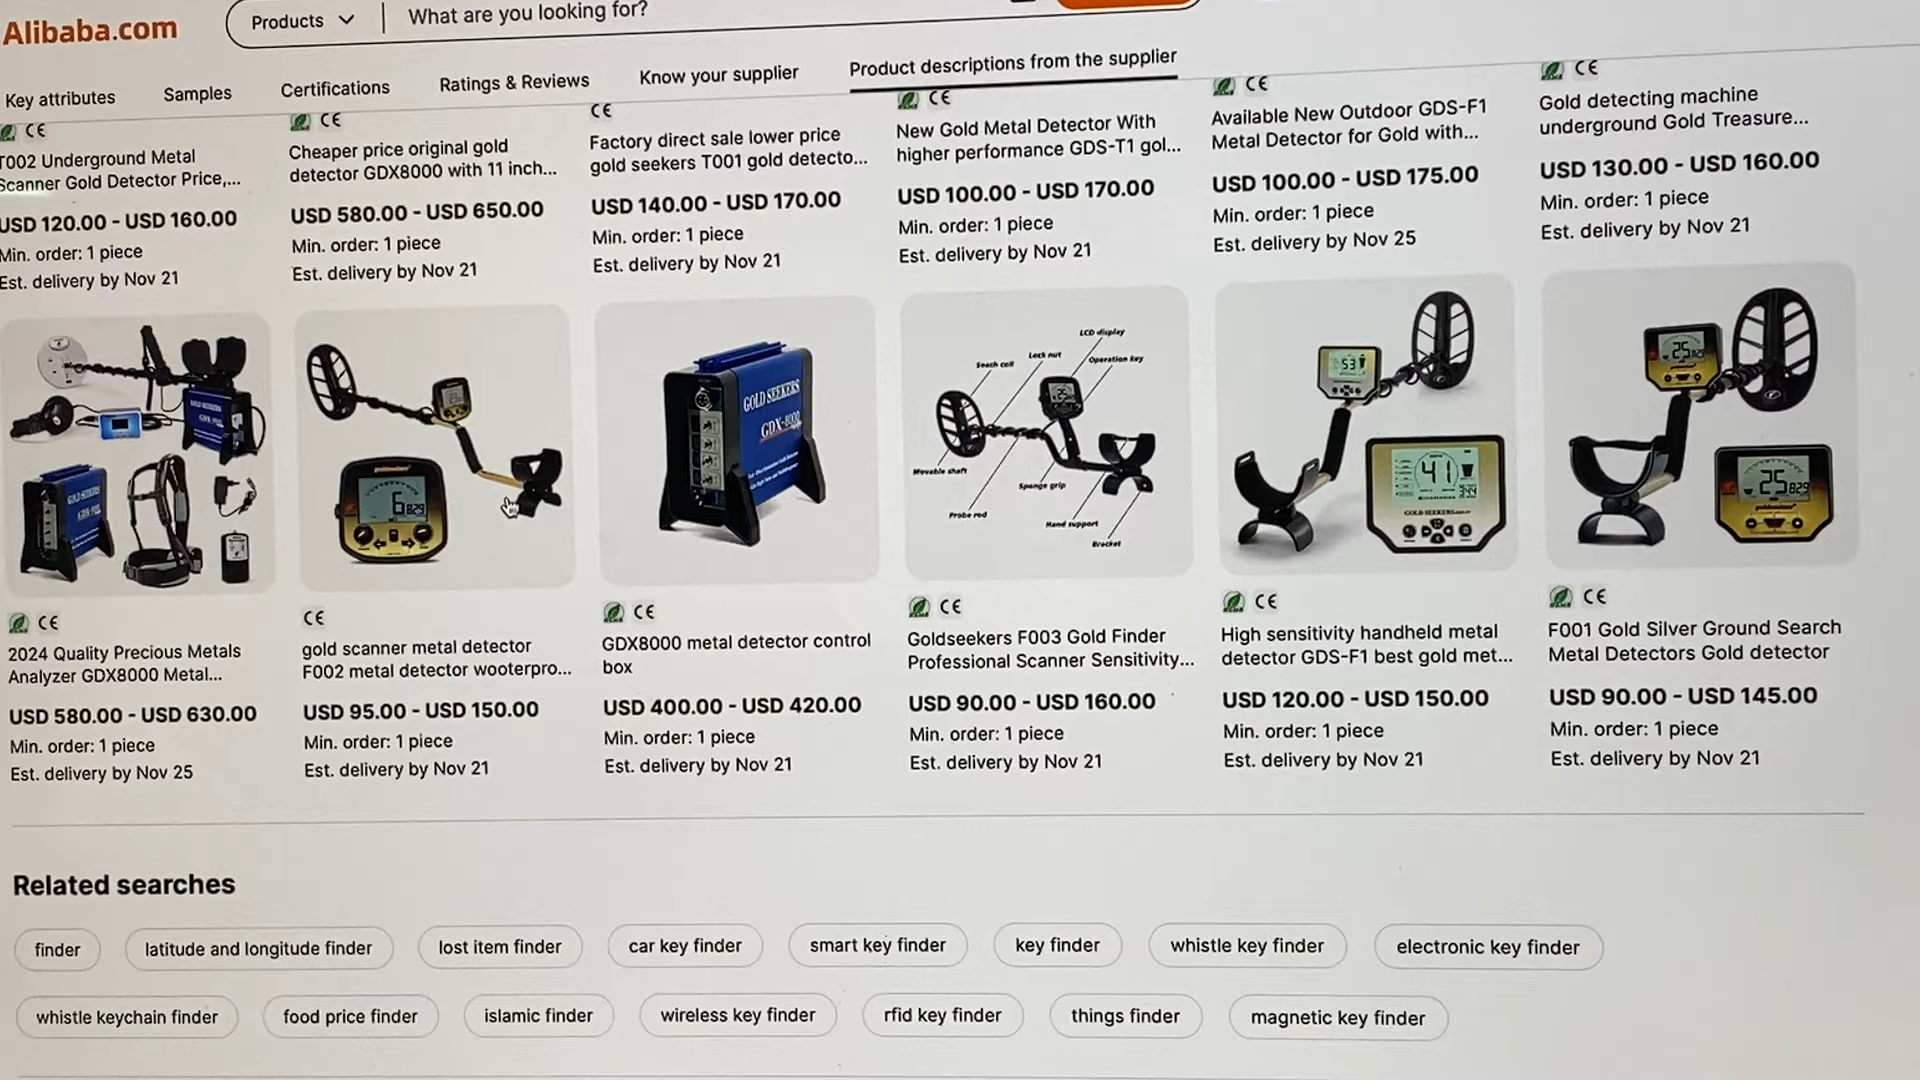 Alibaba.com
Products
What are you looking for?
Key attributes
Samples
Certifications
Ratings & Reviews
Know your supplier
Product descriptions from the supplier
CE
T002 Underground Metal
Scanner Gold Detector Price,...
USD 120.00 - USD 160.00
Min. order: 1 piece
Est. delivery by Nov 21
CE
Cheaper price original gold
detector GDX8000 with 11 inch...
USD 580.00 - USD 650.00
Min. order: 1 piece
Est. delivery by Nov 21
CE
Factory direct sale lower price
gold seekers T001 gold detecto...
USD 140.00 - USD 170.00
Min. order: 1 piece
Est. delivery by Nov 21
CE
New Gold Metal Detector With
higher performance GDS-T1 gol...
USD 100.00 - USD 170.00
Min. order: 1 piece
Est. delivery by Nov 21
CE
Available New Outdoor GDS-F1
Metal Detector for Gold with...
USD 100.00 - USD 175.00
Min. order: 1 piece
Est. delivery by Nov 25
CE
Gold detecting machine
underground Gold Treasure...
USD 130.00 - USD 160.00
Min. order: 1 piece
Est. delivery by Nov 21
6 829
GOLD SEEKERS
GDX-8000
LCD display
Lock nut
Operation key
Seach coil
Movable shaft
Sponge grip
Probe rod
Hand support
Bracket
53
41
GOLD SEEKERS
25 829
25 829
CE
2024 Quality Precious Metals
Analyzer GDX8000 Metal...
USD 580.00 - USD 630.00
Min. order: 1 piece
Est. delivery by Nov 25
CE
gold scanner metal detector
F002 metal detector wooterpro...
USD 95.00 - USD 150.00
Min. order: 1 piece
Est. delivery by Nov 21
CE
GDX8000 metal detector control
box
USD 400.00 - USD 420.00
Min. order: 1 piece
Est. delivery by Nov 21
CE
Goldseekers F003 Gold Finder
Professional Scanner Sensitivity...
USD 90.00 - USD 160.00
Min. order: 1 piece
Est. delivery by Nov 21
CE
High sensitivity handheld metal
detector GDS-F1 best gold met...
USD 120.00 - USD 150.00
Min. order: 1 piece
Est. delivery by Nov 21
CE
F001 Gold Silver Ground Search
Metal Detectors Gold detector
USD 90.00 - USD 145.00
Min. order: 1 piece
Est. delivery by Nov 21
Related searches
finder
latitude and longitude finder
lost item finder
car key finder
smart key finder
key finder
whistle key finder
electronic key finder
whistle keychain finder
food price finder
islamic finder
wireless key finder
rfid key finder
things finder
magnetic key finder